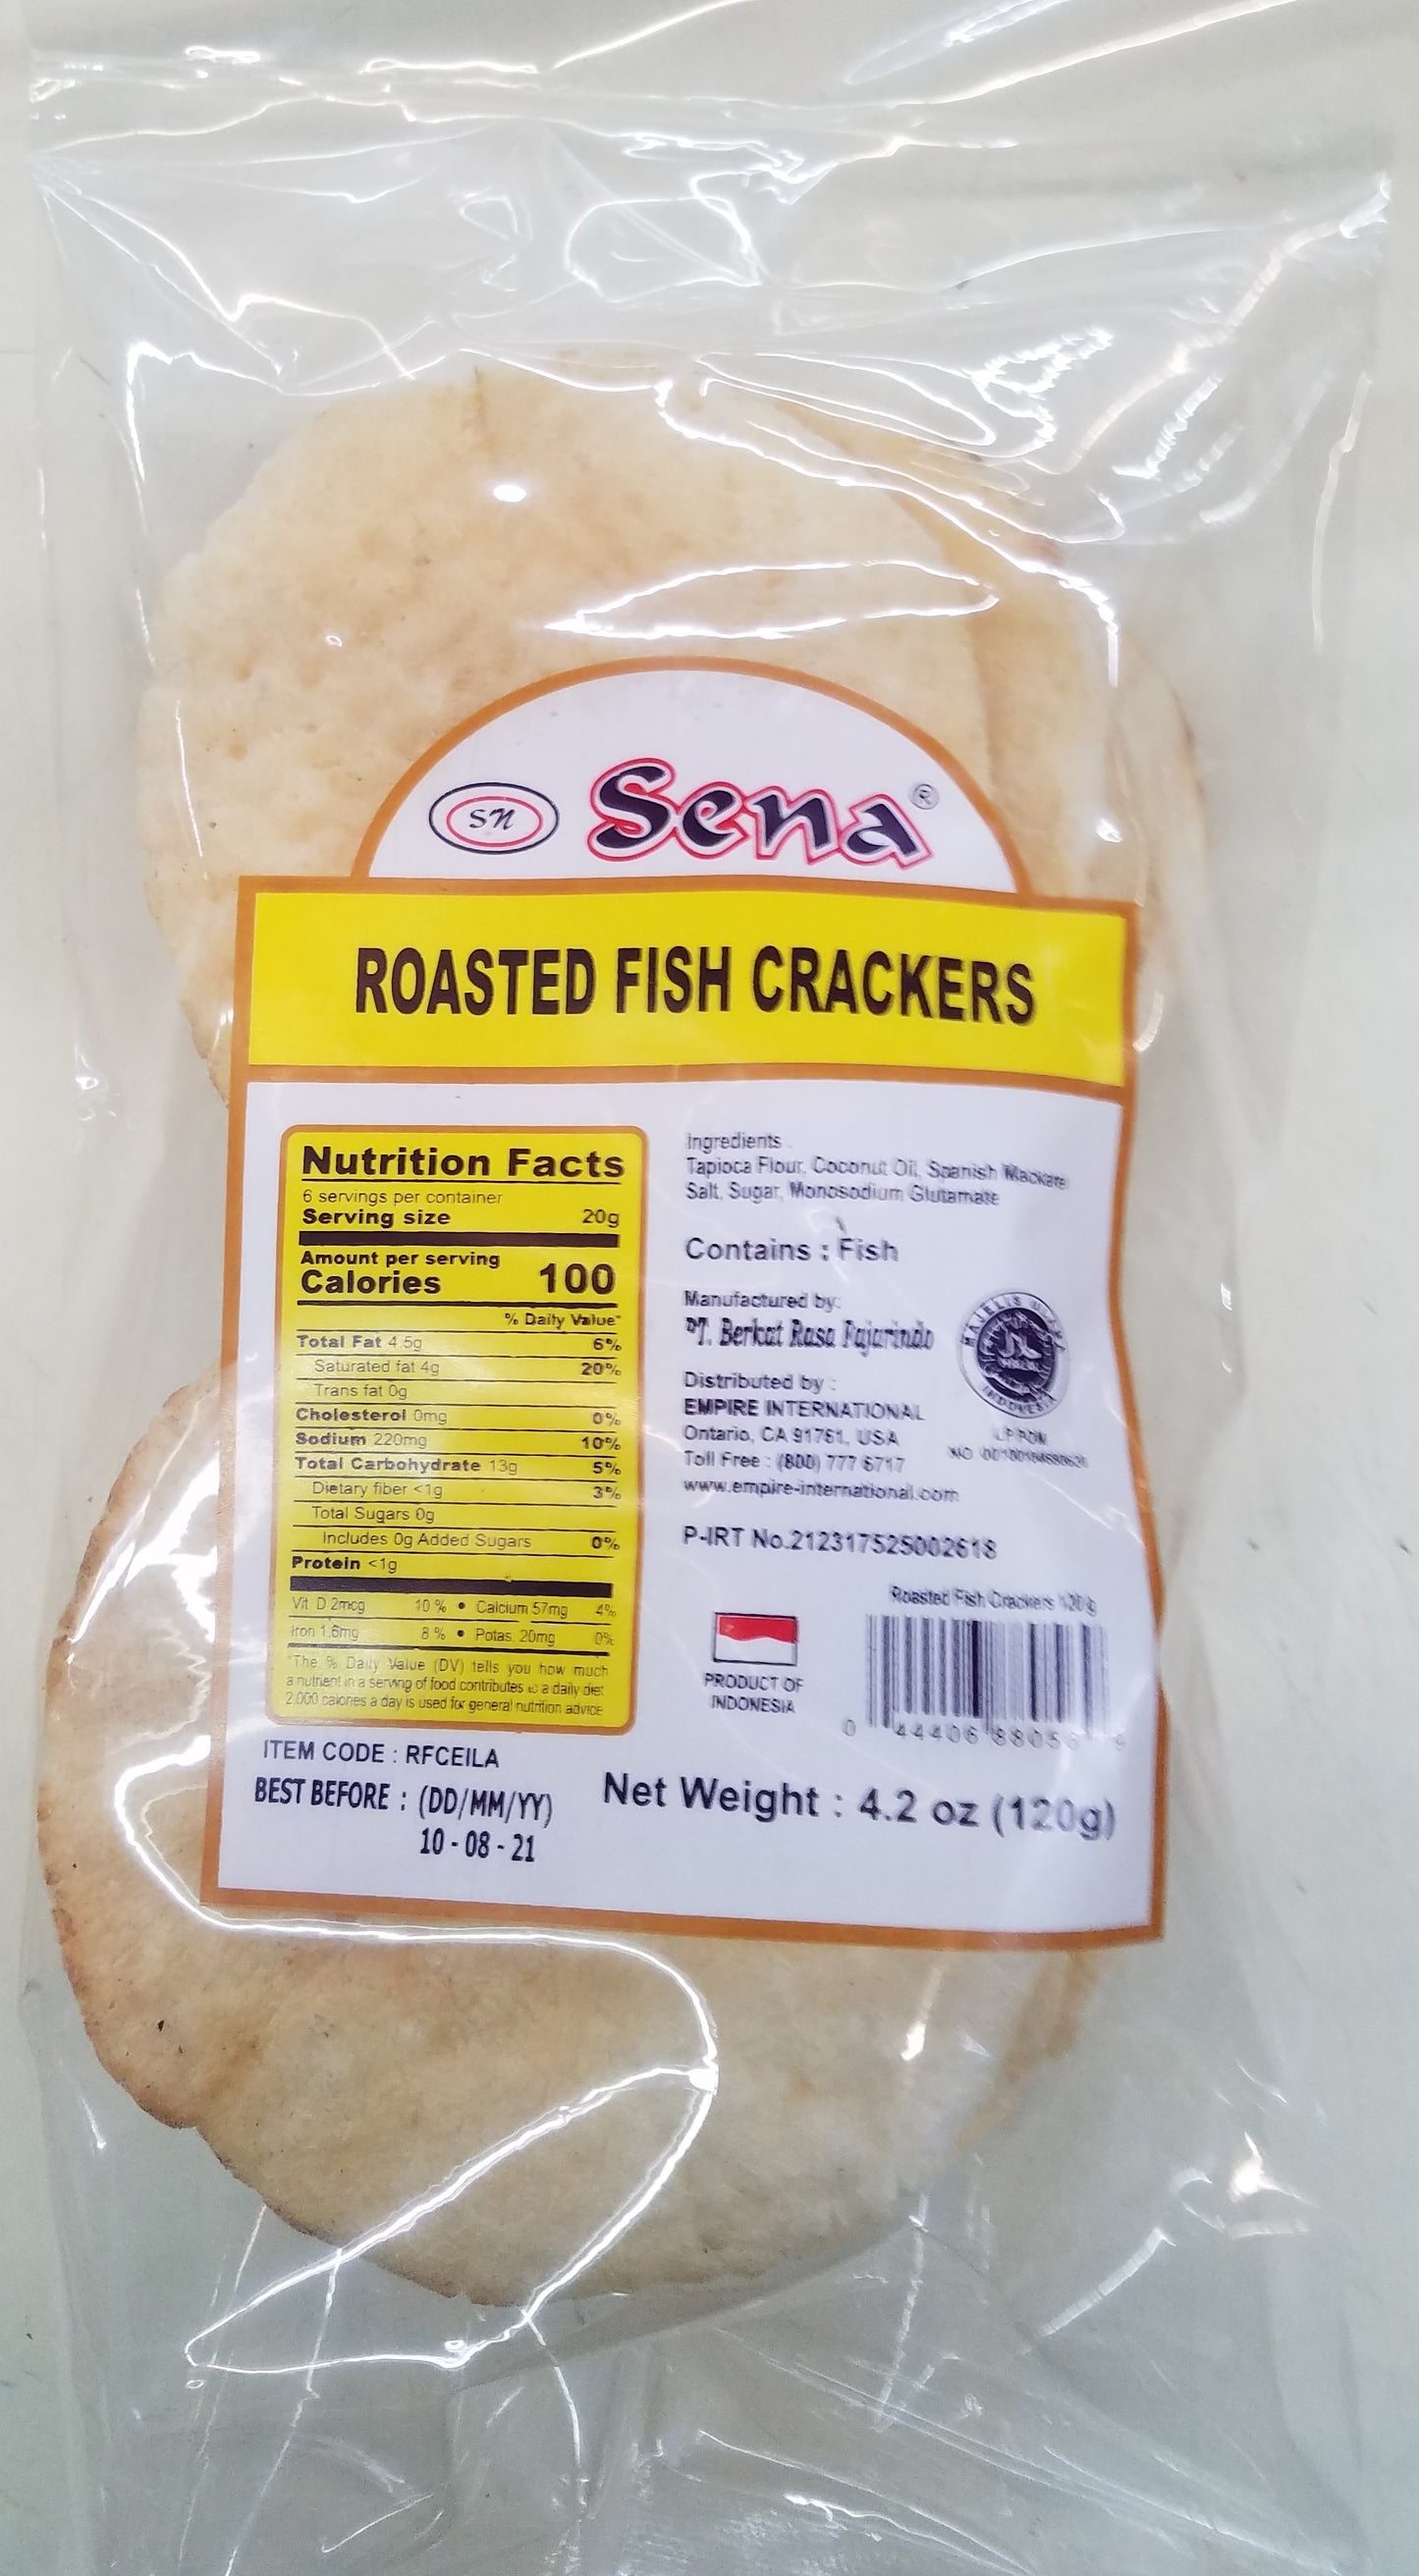 SN
Sena®
ROASTED FISH CRACKERS
Nutrition Facts
6 servings per container
Serving size 20g
Amount per serving
Calories 100
% Daily Value*
Total Fat 4.5g 6%
Saturated fat 4g 20%
Trans fat 0g
Cholesterol 0mg 0%
Sodium 220mg 10%
Total Carbohydrate 13g 5%
Dietary fiber <1g 3%
Total Sugars 0g
Includes 0g Added Sugars 0%
Protein <1g
Vit. D 2mcg 10 % • Calcium 57mg 4%
Iron 1.6mg 8 % • Potas. 20mg 0%
*The % Daily Value (DV) tells you how much
a nutrient in a serving of food contributes to a daily diet
2.000 calories a day is used for general nutrition advice
Ingredients
Tapioca Flour, Coconut Oil, Spanish
Salt, Sugar, Monosodium Glutamate
Contains : Fish
Manufactured by:
PT. Berkat Rasa Fajarindo
Distributed by :
EMPIRE INTERNATIONAL
Ontario, CA 91761, USA
Toll Free : (800) 777 6717
www.empire-international.com
INDONESIA
LPPOM
NO
P-IRT No.212317525002618
PRODUCT OF
INDONESIA
Roasted Fish Crackers 120 g
0 44406
ITEM CODE : RFCEILA
BEST BEFORE : (DD/MM/YY)
10 - 08 - 21
Net Weight : 4.2 oz (120g)